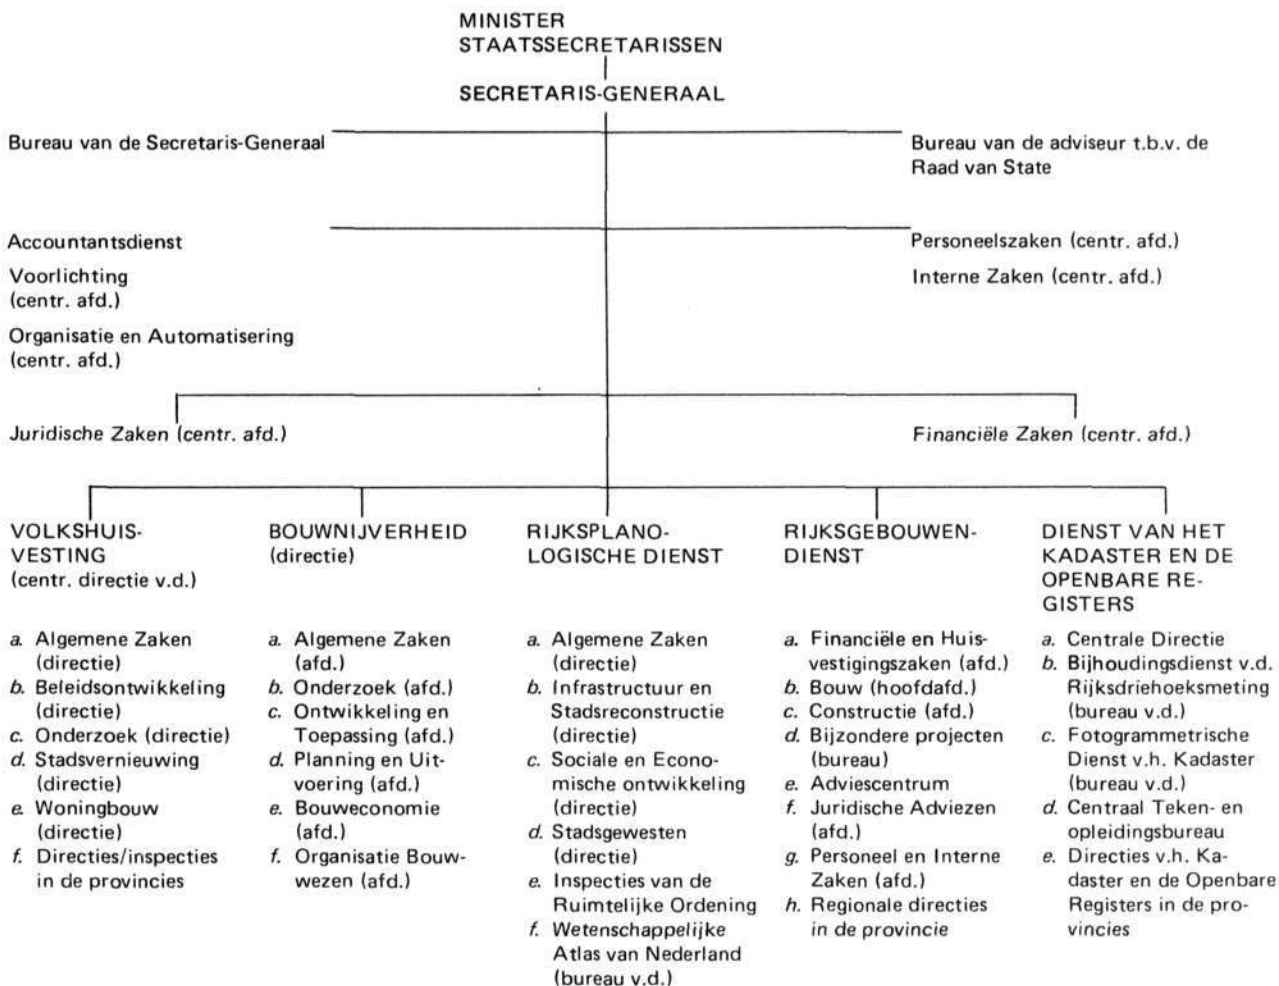 MINISTER
STAATSSECRETARISSEN
SECRETARIS-GENERAAL
Bureau van de Secretaris-Generaal
Bureau van de adviseur t.b.v. de
Raad van State
Accountantsdienst
Voorlichting
(centr. afd.)
Organisatie en Automatisering
(centr. afd.)
Personeelszaken (centr. afd.)
Interne Zaken (centr. afd.)
Juridische Zaken (centr. afd.)
Financiële Zaken (centr. afd.)
VOLKSHUIS-
VESTING
(centr. directie v.d.)
a. Algemene Zaken
(directie)
b. Beleidsontwikkeling
(directie)
c. Onderzoek (directie)
d. Stadsvernieuwing
(directie)
e. Woningbouw
(directie)
f. Directies/inspecties
in de provincies
BOUWNIJVERHEID
(directie)
a. Algemene Zaken
(afd.)
b. Onderzoek (afd.)
c. Ontwikkeling en
Toepassing (afd.)
d. Planning en Uit-
voering (afd.)
e. Bouweconomie
(afd.)
f. Organisatie Bouw-
wezen (afd.)
RIJKSPLANO-
LOGISCHE DIENST
a. Algemene Zaken
(directie)
b. Infrastructuur en
Stadsreconstructie
(directie)
c. Sociale en Econo-
mische ontwikkeling
(directie)
d. Stadsgewesten
(directie)
e. Inspecties van de
Ruimtelijke Ordening
f. Wetenschappelijke
Atlas van Nederland
(bureau v.d.)
RIJKSGEBOUWEN-
DIENST
a. Financiële en Huis-
vestigingszaken (afd.)
b. Bouw (hoofdafd.)
c. Constructie (afd.)
d. Bijzondere projecten
(bureau)
e. Adviescentrum
f. Juridische Adviezen
(afd.)
g. Personeel en Interne
Zaken (afd.)
h. Regionale directies
in de provincie
DIENST VAN HET
KADASTER EN DE
OPENBARE RE-
GISTERS
a. Centrale Directie
b. Bijhoudingsdienst v.d.
Rijksdriehoeksmeting
(bureau v.d.)
c. Fotogrammetrische
Dienst v.h. Kadaster
(bureau v.d.)
d. Centraal Teken- en
opleidingsbureau
e. Directies v.h. Ka-
daster en de Openbare
Registers in de pro-
vincies